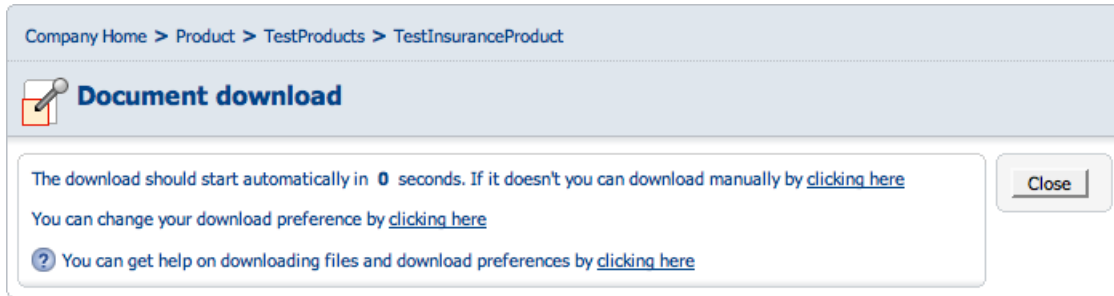 Company Home > Product > TestProducts > TestInsuranceProduct
Document download
The download should start automatically in 0 seconds. If it doesn't you can download manually by clicking here
Close
You can change your download preference by clicking here
? You can get help on downloading files and download preferences by clicking here